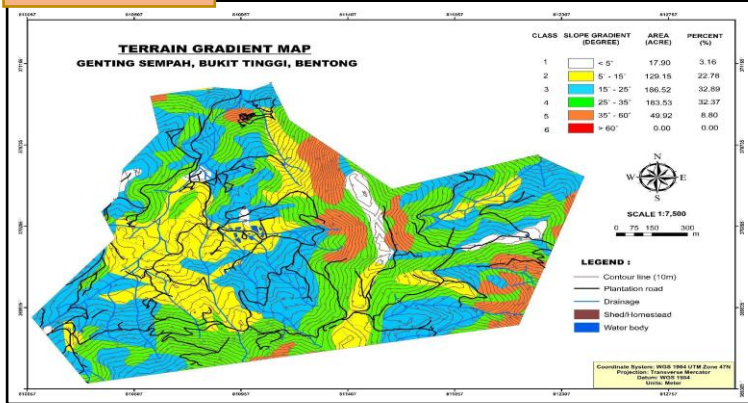 TERRAIN GRADIENT MAP
GENTING SEMPAH, BUKIT TINGGI, BENTONG
CLASS SLOPE GRADIENT (DEGREE) AREA (ACRE) PERCENT (%)
1 < 5° 17.90 3.16
2 5° - 15° 129.15 22.78
3 15° - 25° 186.52 32.89
4 25° - 35° 183.53 32.37
5 35° - 60° 49.92 8.80
6 > 60° 0.00 0.00
N
W E
S
SCALE 1:7,500
0 75 150 300
m
LEGEND :
Contour line (10m)
Plantation road
Drainage
Shed/Homestead
Water body
Coordinate System: WGS 1984 UTM Zone 47N
Projection: Transverse Mercator
Datum: WGS 1984
Units: Meter